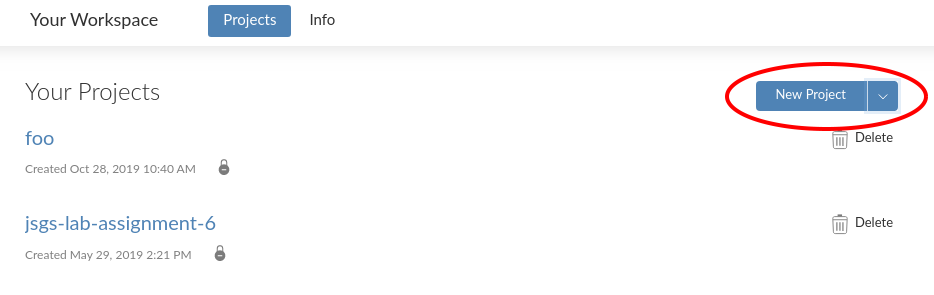 Your Workspace Projects Info
Your Projects New Project
foo Delete
Created Oct 28, 2019 10:40 AM
jsgs-lab-assignment-6 Delete
Created May 29, 2019 2:21 PM